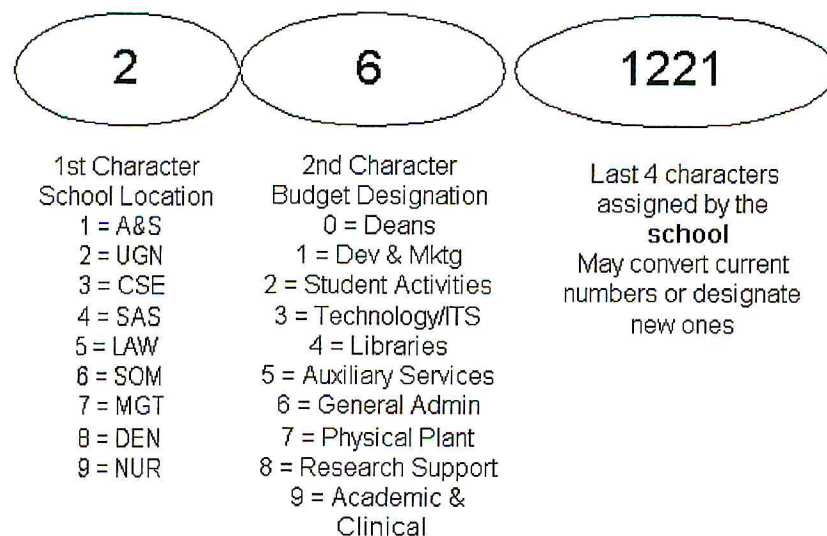 2
6
1221
1st Character
School Location
1 = A&S
2 = UGN
3 = CSE
4 = SAS
5 = LAW
6 = SOM
7 = MGT
8 = DEN
9 = NUR
2nd Character
Budget Designation
0 = Deans
1 = Dev & Mktg
2 = Student Activities
3 = Technology/ITS
4 = Libraries
5 = Auxiliary Services
6 = General Admin
7 = Physical Plant
8 = Research Support
9 = Academic &
Clinical
Last 4 characters
assigned by the
school
May convert current
numbers or designate
new ones